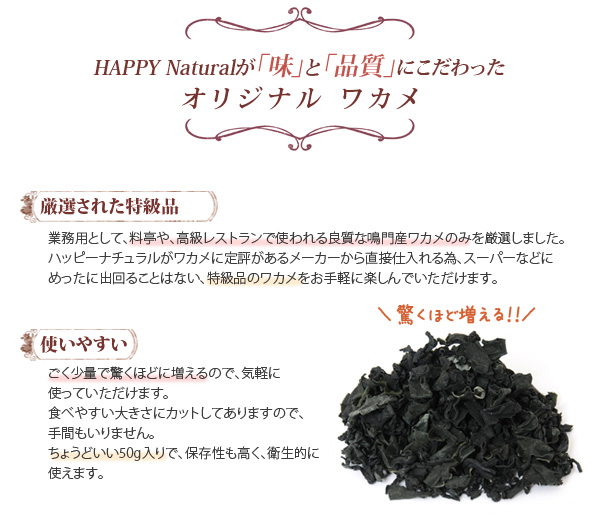 HAPPY Naturalが「味」と「品質」にこだわった
オリジナル ワカメ
厳選された特級品
業務用として、料亭や、高級レストランで使われる良質な鳴門産ワカメのみを厳選しました。
ハッピーナチュラルがワカメに定評があるメーカーから直接仕入れる為、スーパーなどに
めったに出回ることはない、特級品のワカメをお手軽に楽しんでいただけます。
使いやすい
ごく少量で驚くほどに増えるので、気軽に
使っていただけます。
食べやすい大きさにカットしてありますので、
手間もいりません。
ちょうどいい50g入りで、保存性も高く、衛生的に
使えます。
\驚くほど増える!!/